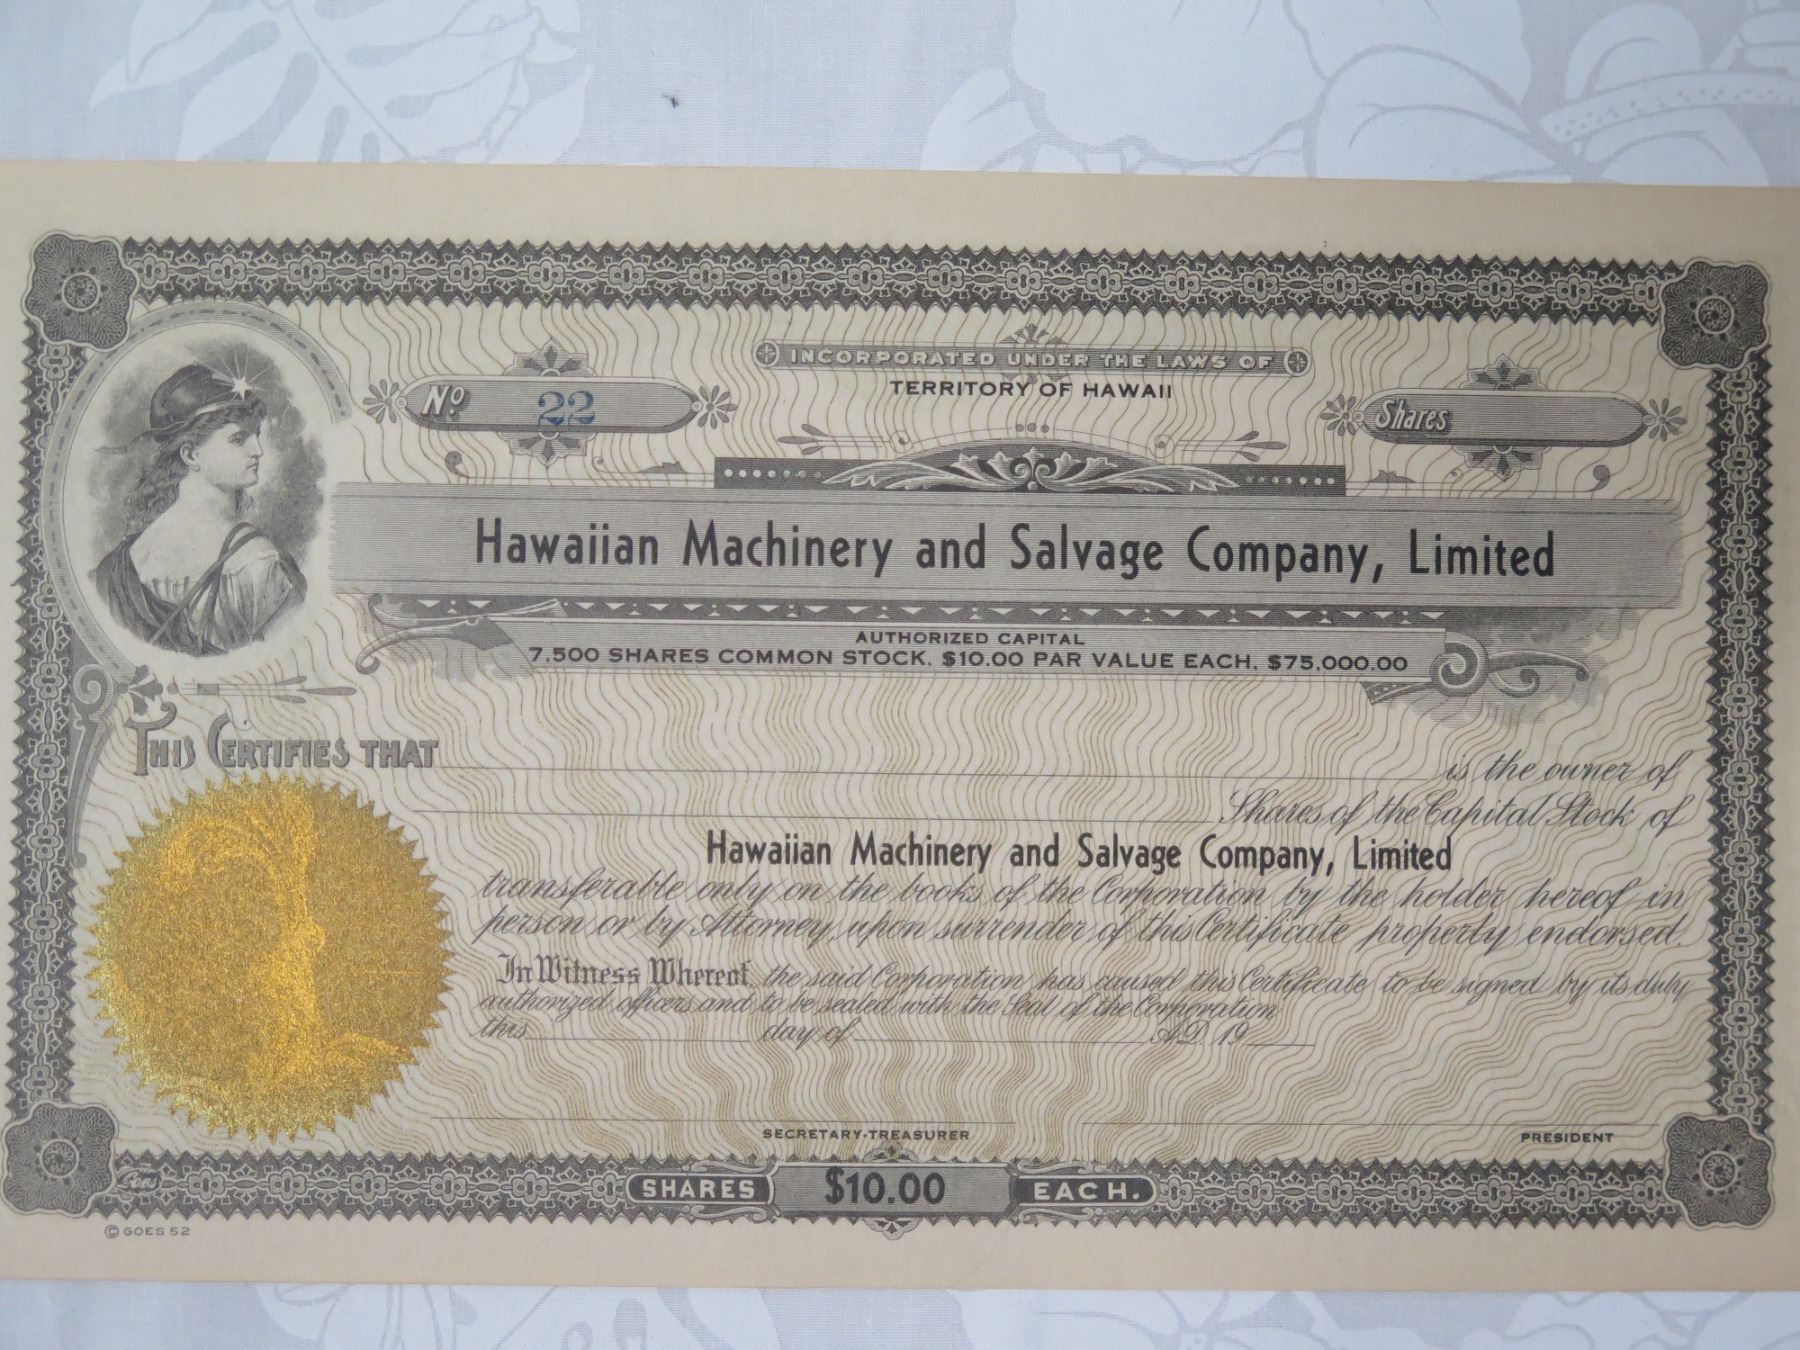 INCORPORATED UNDER THE LAWS OF
TERRITORY OF HAWAII
No 22
Shares
Hawaiian Machinery and Salvage Company, Limited
AUTHORIZED CAPITAL
7,500 SHARES COMMON STOCK, $10.00 PAR VALUE EACH, $75,000.00
THIS CERTIFIES THAT is the owner of
Shares of the Capital Stock of
Hawaiian Machinery and Salvage Company, Limited
transferable only on the books of the Corporation by the holder hereof in
person or by Attorney, upon surrender of this Certificate properly endorsed.
In Witness Whereof, the said Corporation has caused this Certificate to be signed by its duly
authorized officers and to be sealed with the Seal of the Corporation
this day of A.D. 19
SECRETARY-TREASURER
PRESIDENT
Goes
SHARES $10.00 EACH.
© GOES 52